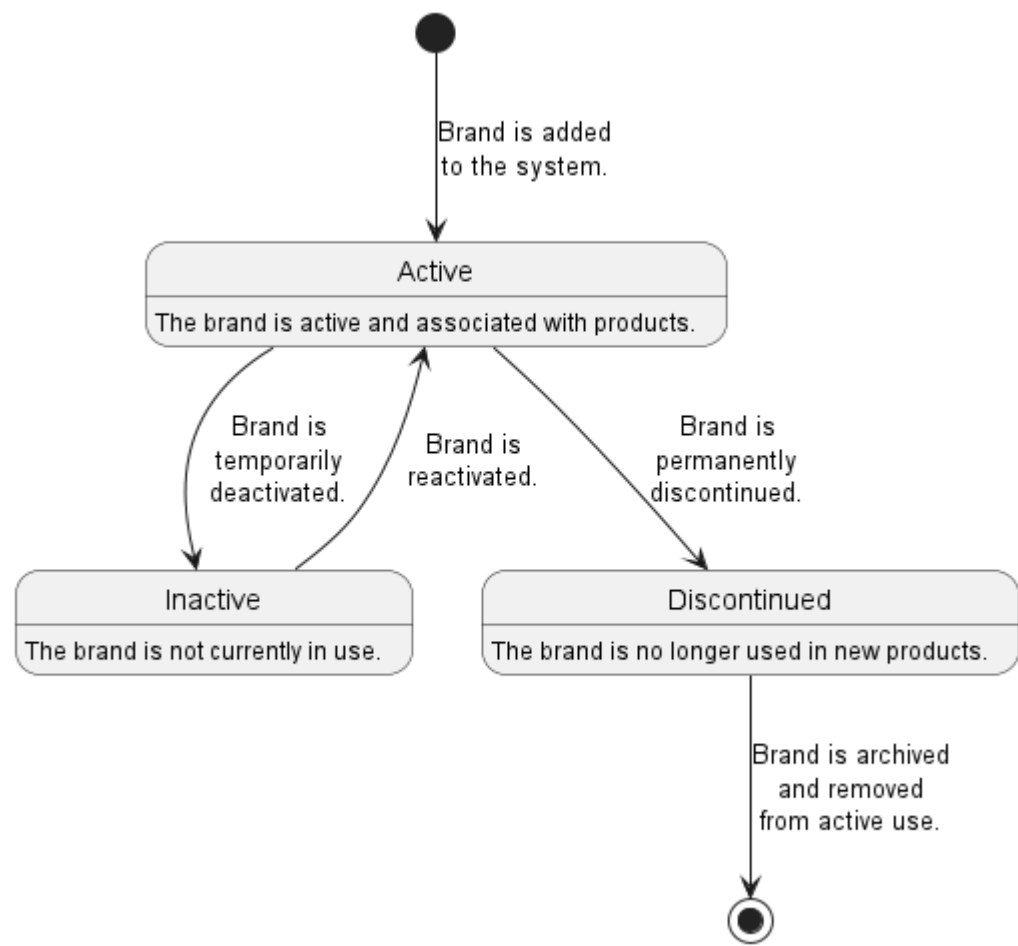 Brand is added
to the system.
Active
The brand is active and associated with products.
Brand is
temporarily
deactivated.
Brand is
reactivated.
Brand is
permanently
discontinued.
Inactive
The brand is not currently in use.
Discontinued
The brand is no longer used in new products.
Brand is archived
and removed
from active use.